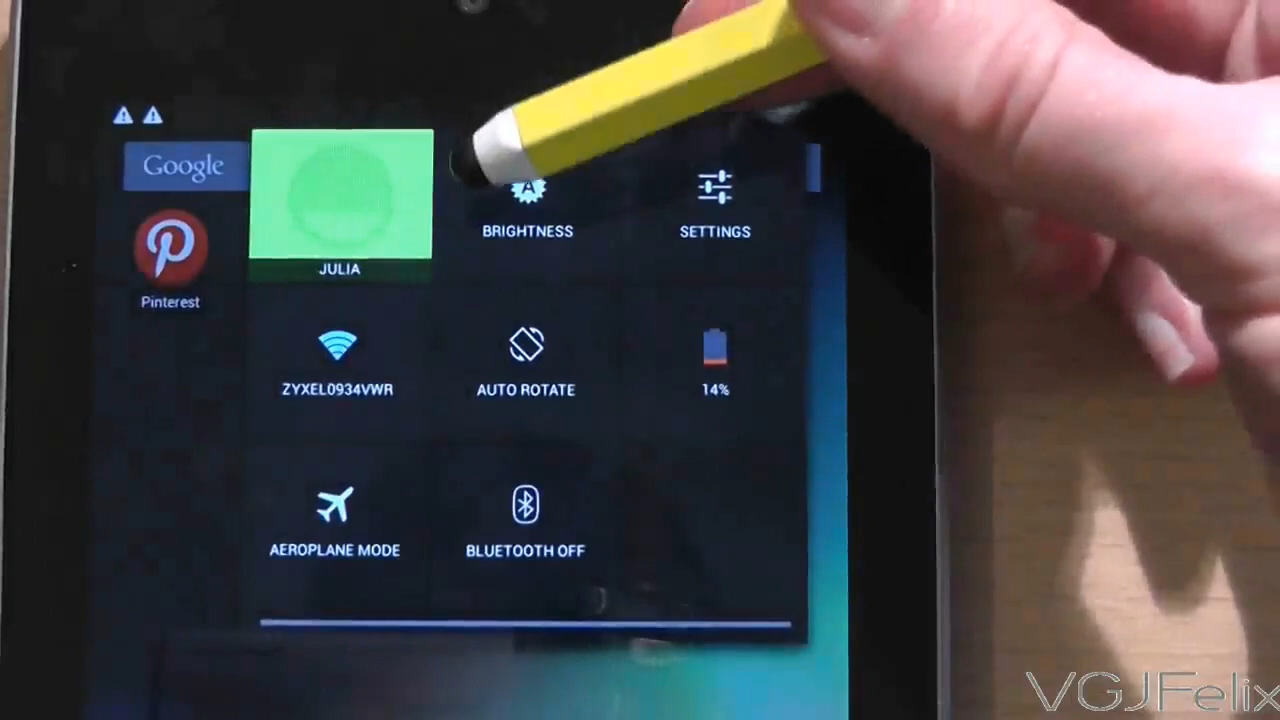 Google
BRIGHTNESS
SETTINGS
JULIA
Pinterest
ZYXEL0934VWR
AUTO ROTATE
14%
AEROPLANE MODE
BLUETOOTH OFF
VGJFelix